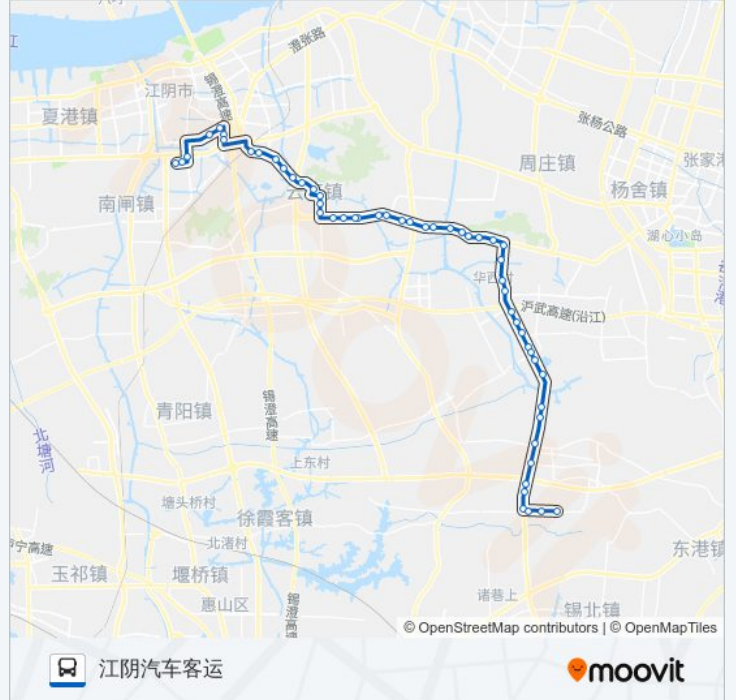 江
澄张路
锡澄高速
江阴市
夏港镇
张杨公路
周庄镇
张家港
杨舍镇
南闸镇
镇
湖心小岛
华西村
沪武高速(沿江)
青阳镇
锡澄高速
北塘河
上东村
塘头桥村
徐霞客镇
宁高速
北渚村
东港镇
玉祁镇
堰桥镇
惠山区
锡澄高速
诸巷上
锡北镇
© OpenStreetMap contributors | © OpenMapTiles
江阴汽车客运
moovit